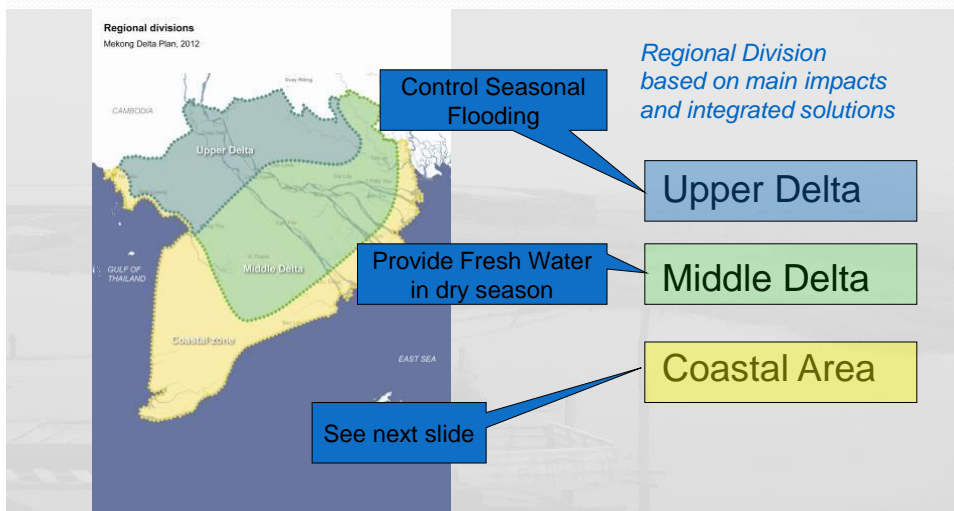 Regional divisions
Mekong Delta Plan, 2012
CAMBODIA
Upper Delta
Middle Delta
GULF OF
THAILAND
Coastal zone
EAST SEA
Control Seasonal
Flooding
Provide Fresh Water
in dry season
See next slide
Regional Division
based on main impacts
and integrated solutions
Upper Delta
Middle Delta
Coastal Area